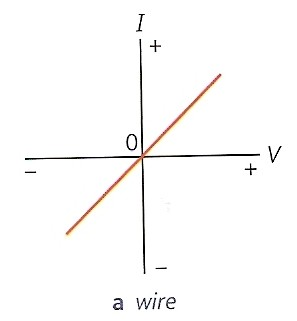 I
+
0
V
–
+
–
a wire